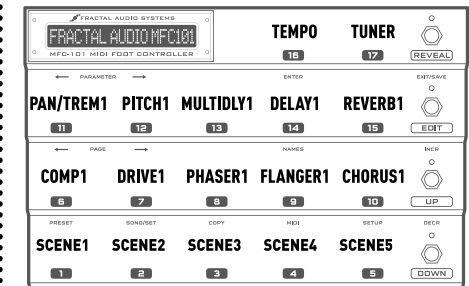 FRACTAL AUDIO SYSTEMS
FRACTAL AUDIO MFC101
MFC-101 MIDI FOOT CONTROLLER
TEMPO TUNER
16 17 REVEAL
← PARAMETER → ENTER EXIT/SAVE
PAN/TREM1 PITCH1 MULTIDLY1 DELAY1 REVERB1
11 12 13 14 15 EDIT
← PAGE → NAMES INCR
COMP1 DRIVE1 PHASER1 FLANGER1 CHORUS1
6 7 8 9 10 UP
PRESET SONG/SET COPY MIDI SETUP DECR
SCENE1 SCENE2 SCENE3 SCENE4 SCENE5
1 2 3 4 5 DOWN